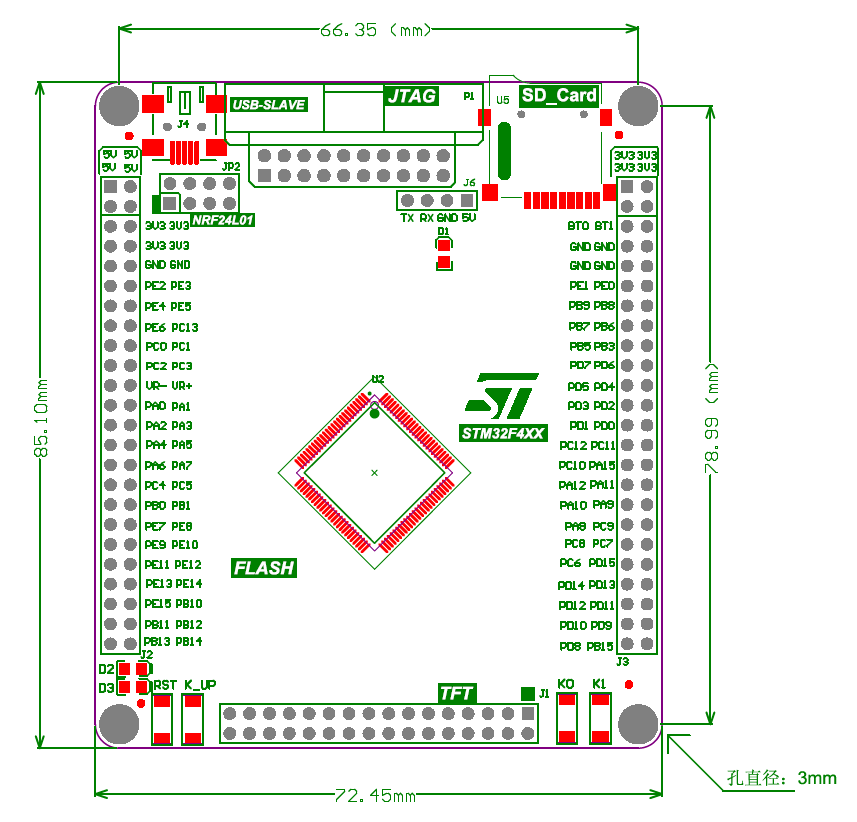 66.35 (mm)
USB-SLAVE
JTAG
P1
U5
SD_Card
J4
5V 5V
5V 5V
JP2
J6
3V3 3V3
3V3 3V3
NRF24L01
TX RX GND 5V
D1
3V3 3V3
3V3 3V3
GND GND
PE2 PE3
PE4 PE5
PE6 PC13
PC0 PC1
PC2 PC3
VR- VR+
PA0 PA1
PA2 PA3
PA4 PA5
PA6 PA7
PC4 PC5
PB0 PB1
PE7 PE8
PE9 PE10
PE11 PE12
PE13 PE14
PE15 PB10
PB11 PB12
PB13 PB14
BT0 BT1
GND GND
GND GND
PE1 PE0
PB9 PB8
PB7 PB6
PB5 PB3
PD7 PD6
PD5 PD4
PD3 PD2
PD1 PD0
PC12 PC11
PC10 PA15
PA12 PA11
PA10 PA9
PA8 PC9
PC8 PC7
PC6 PD15
PD14 PD13
PD12 PD11
PD10 PD9
PD8 PB15
U2
ST
STM32F4XX
85.10mm
78.99 (mm)
FLASH
J2
J3
D2
D3
RST K_UP
TFT
J1
K0 K1
孔直径：3mm
72.45mm